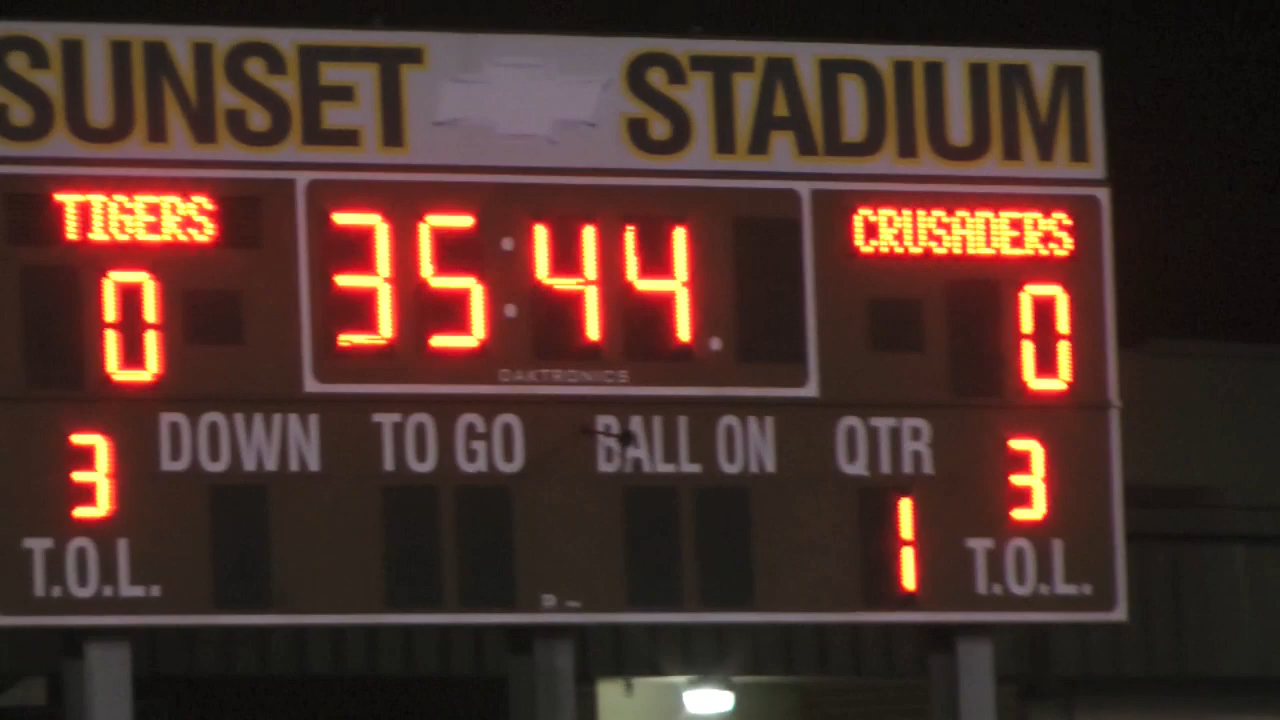 SUNSET STADIUM
TIGERS 35:44 CRUSADERS
0 0
DAKTRONICS
DOWN TO GO BALL ON QTR
3 1 3
T.O.L. T.O.L.